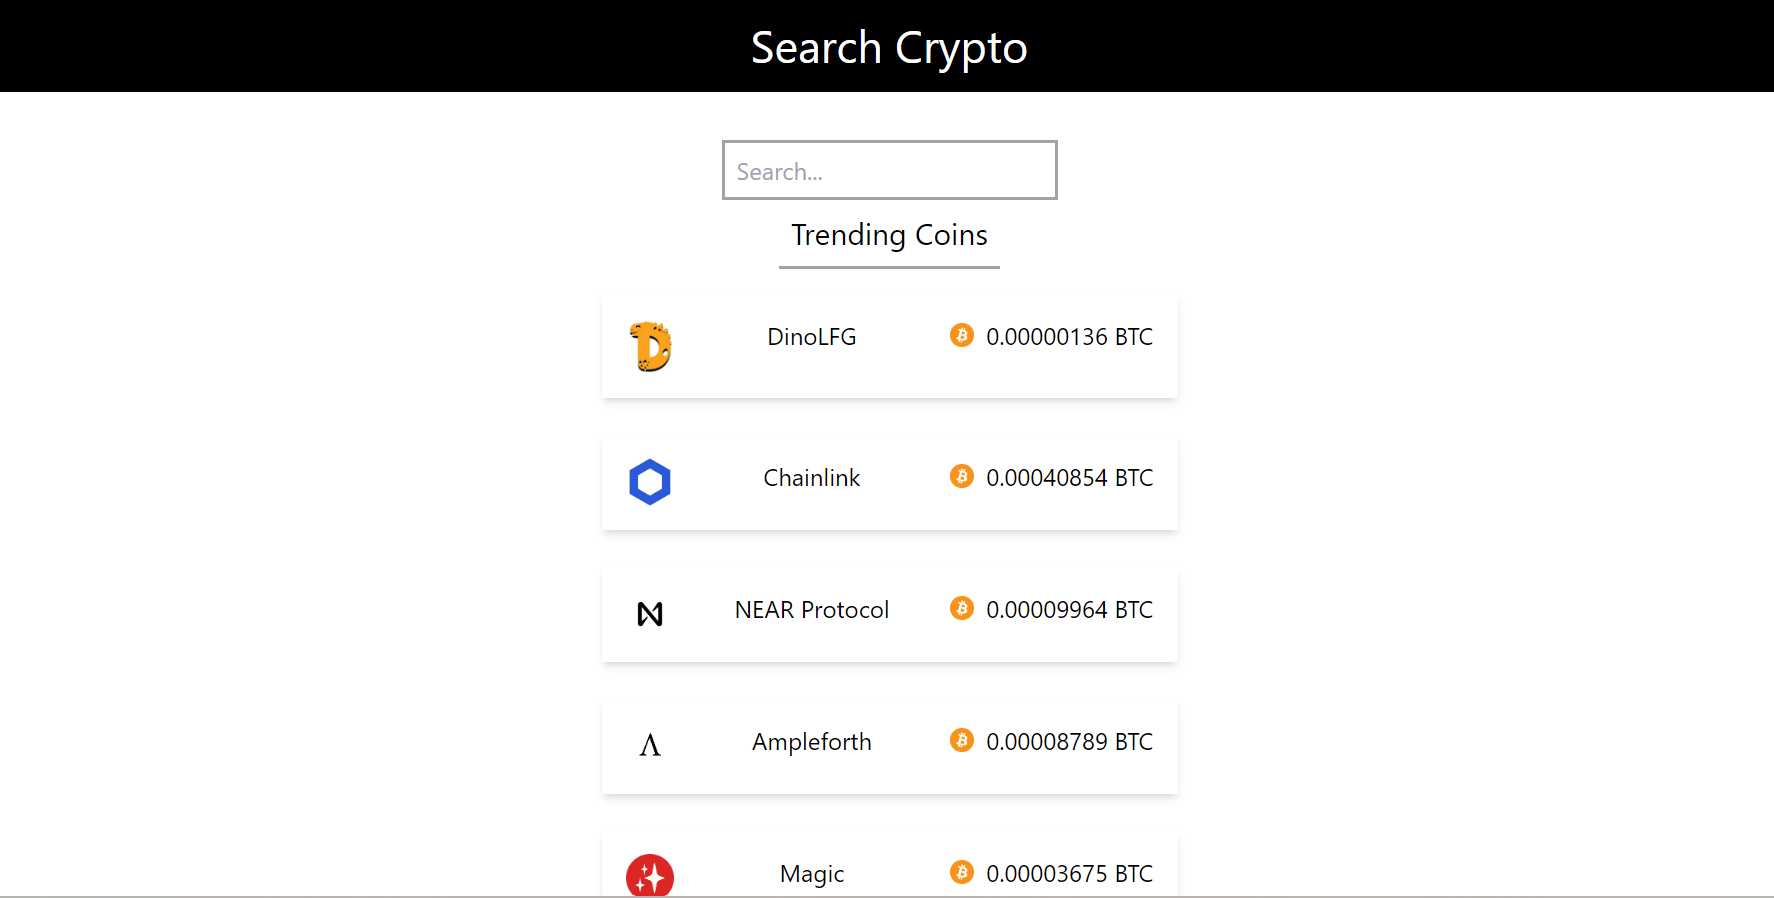 Search Crypto
Search...
Trending Coins
DinoLFG 0.00000136 BTC
Chainlink 0.00040854 BTC
NEAR Protocol 0.00009964 BTC
Ampleforth 0.00008789 BTC
Magic 0.00003675 BTC